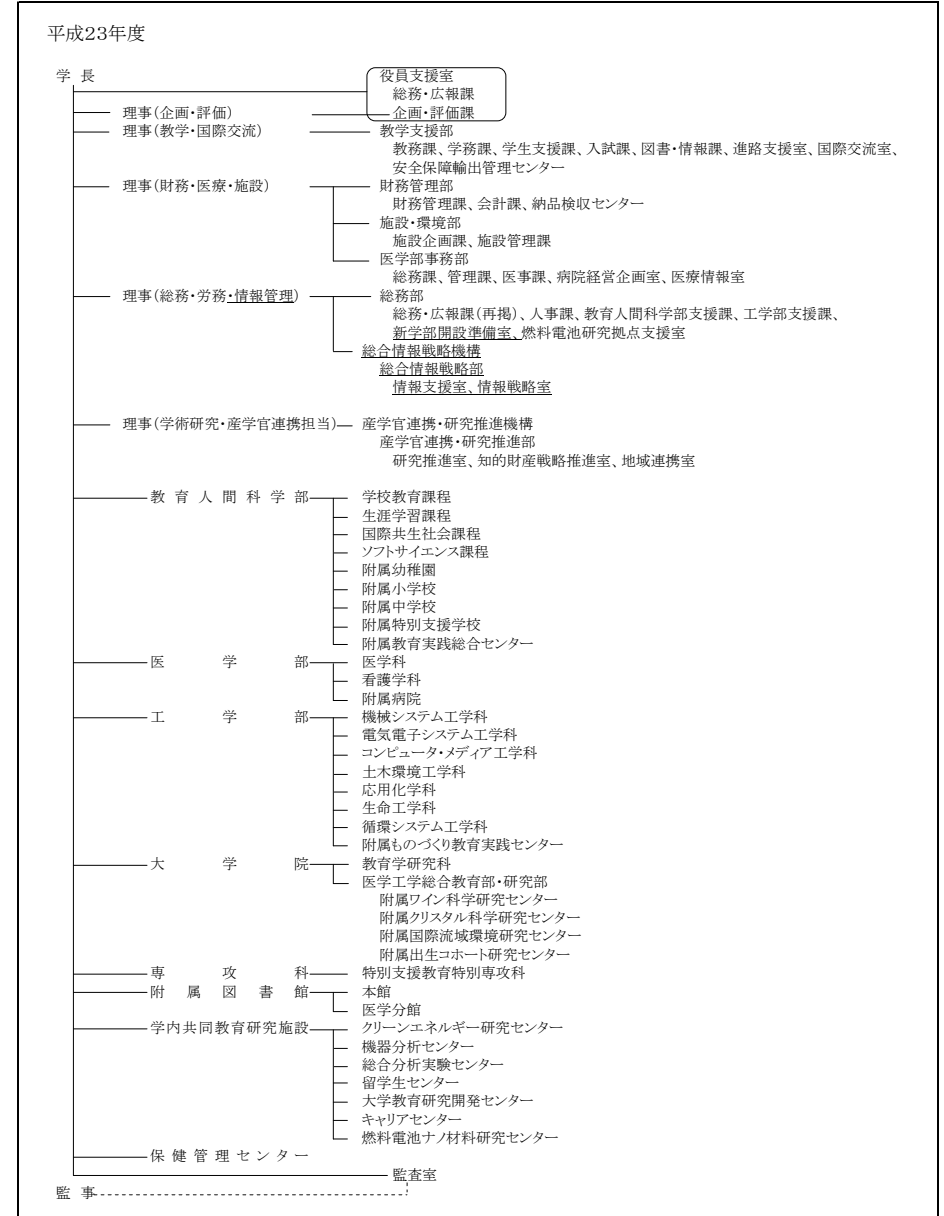 平成23年度
学 長
役員支援室
総務・広報課
理事(企画・評価) 企画・評価課
理事(教学・国際交流) 教学支援部
教務課、学務課、学生支援課、入試課、図書・情報課、進路支援室、国際交流室、
安全保障輸出管理センター
理事(財務・医療・施設) 財務管理部
財務管理課、会計課、納品検収センター
施設・環境部
施設企画課、施設管理課
医学部事務部
総務課、管理課、医事課、病院経営企画室、医療情報室
理事(総務・労務・情報管理) 総務部
総務・広報課(再掲)、人事課、教育人間科学部支援課、工学部支援課、
新学部開設準備室、燃料電池研究拠点支援室
総合情報戦略機構
総合情報戦略部
情報支援室、情報戦略室
理事(学術研究・産学官連携担当) 産学官連携・研究推進機構
産学官連携・研究推進部
研究推進室、知的財産戦略推進室、地域連携室
教育人間科学部 学校教育課程
生涯学習課程
国際共生社会課程
ソフトサイエンス課程
附属幼稚園
附属小学校
附属中学校
附属特別支援学校
附属教育実践総合センター
医学部 医学科
看護学科
附属病院
工学部 機械システム工学科
電気電子システム工学科
コンピュータ・メディア工学科
土木環境工学科
応用化学科
生命工学科
循環システム工学科
附属ものづくり教育実践センター
大学院 教育学研究科
医学工学総合教育部・研究部
附属ワイン科学研究センター
附属クリスタル科学研究センター
附属国際流域環境研究センター
附属出生コホート研究センター
専攻科 特別支援教育特別専攻科
附属図書館 本館
医学分館
学内共同教育研究施設 クリーンエネルギー研究センター
機器分析センター
総合分析実験センター
留学生センター
大学教育研究開発センター
キャリアセンター
燃料電池ナノ材料研究センター
保健管理センター
監査室
監 事